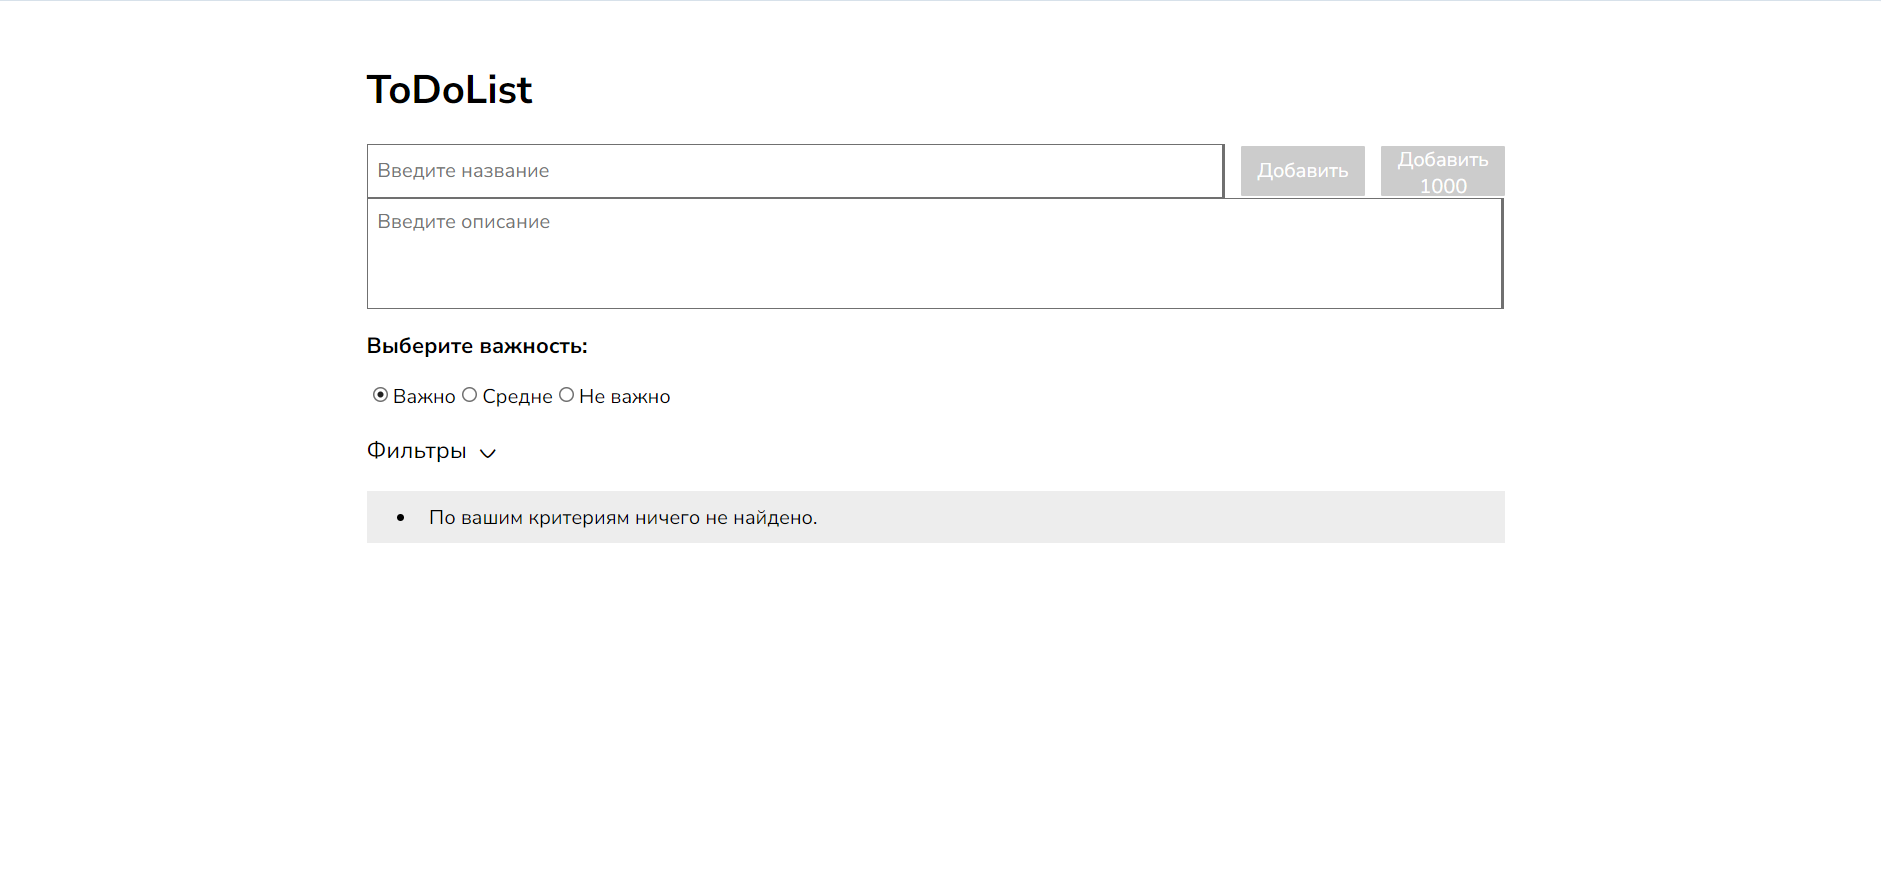 ToDoList
Введите название
Добавить
Добавить
1000
Введите описание
Выберите важность:
Важно Средне Не важно
Фильтры
По вашим критериям ничего не найдено.